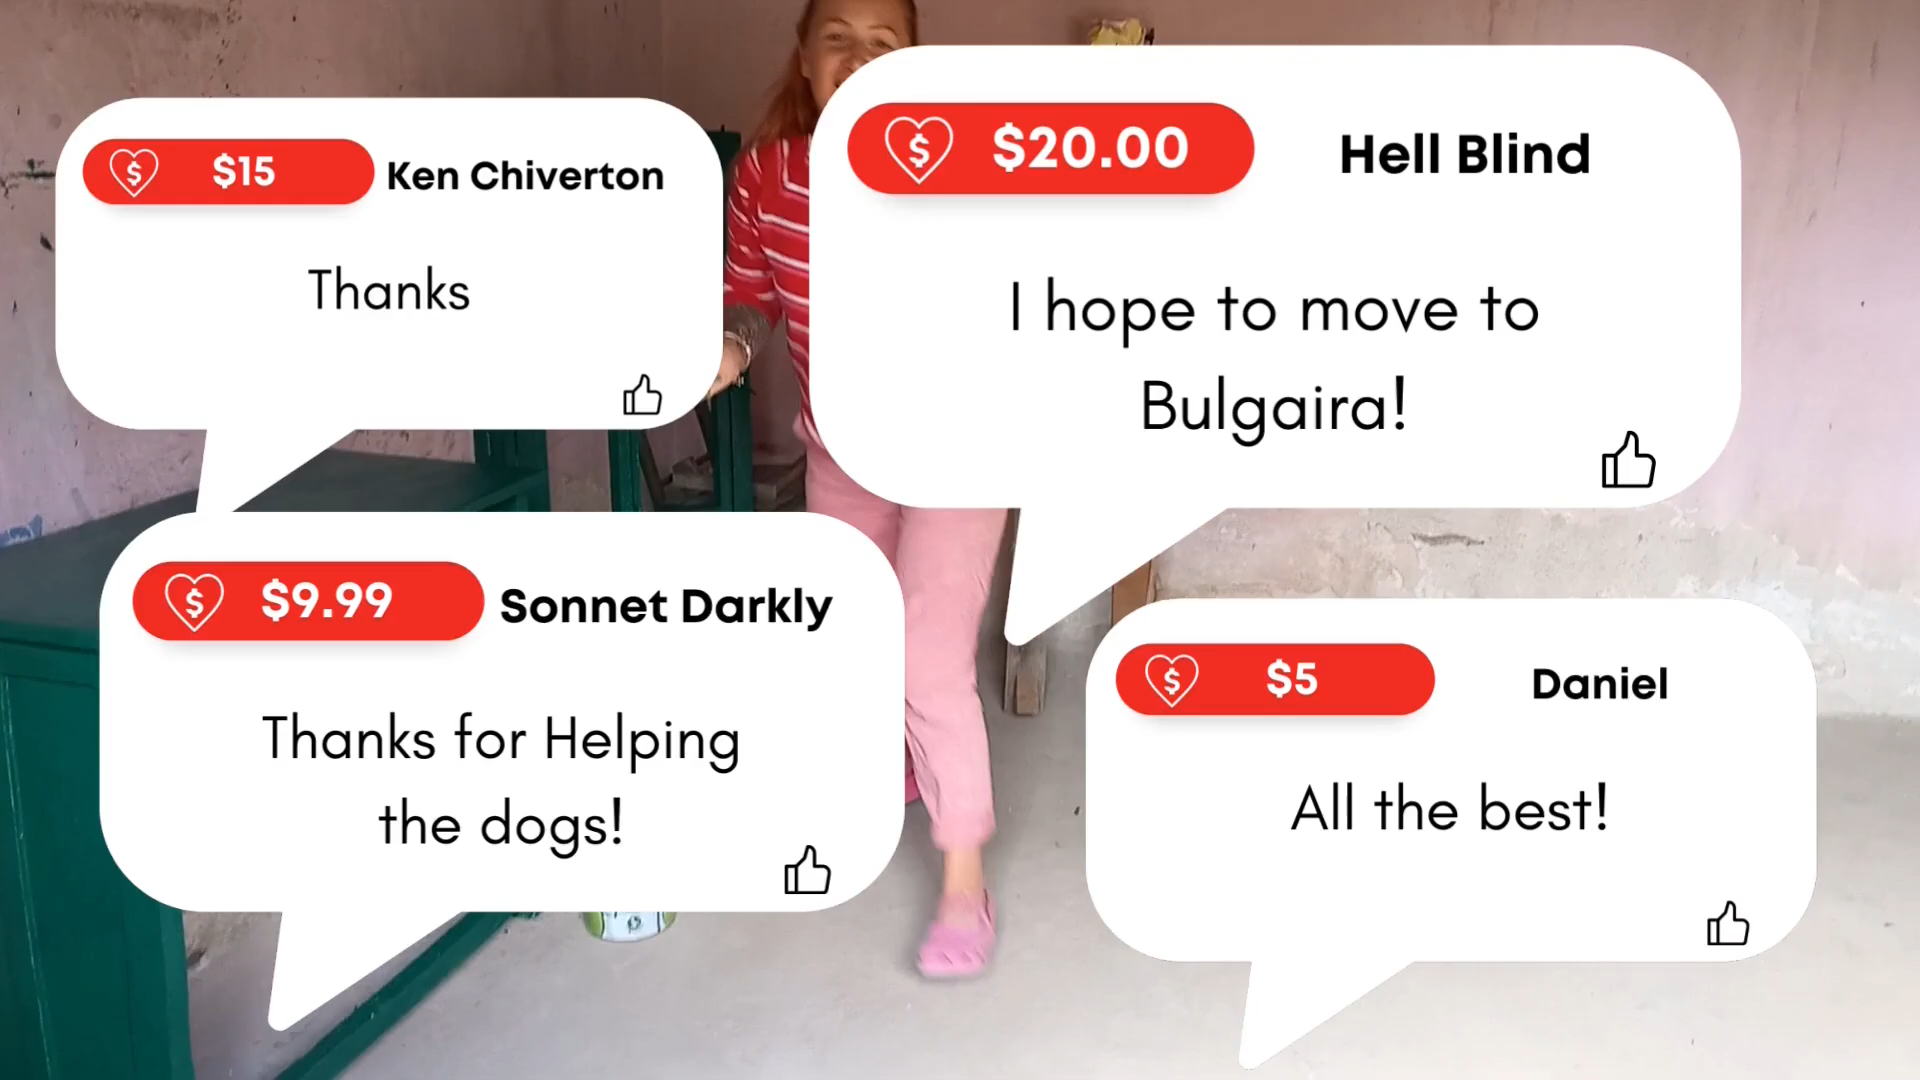 $15 Ken Chiverton
Thanks
$20.00 Hell Blind
I hope to move to
Bulgaira!
$9.99 Sonnet Darkly
Thanks for Helping
the dogs!
$5 Daniel
All the best!